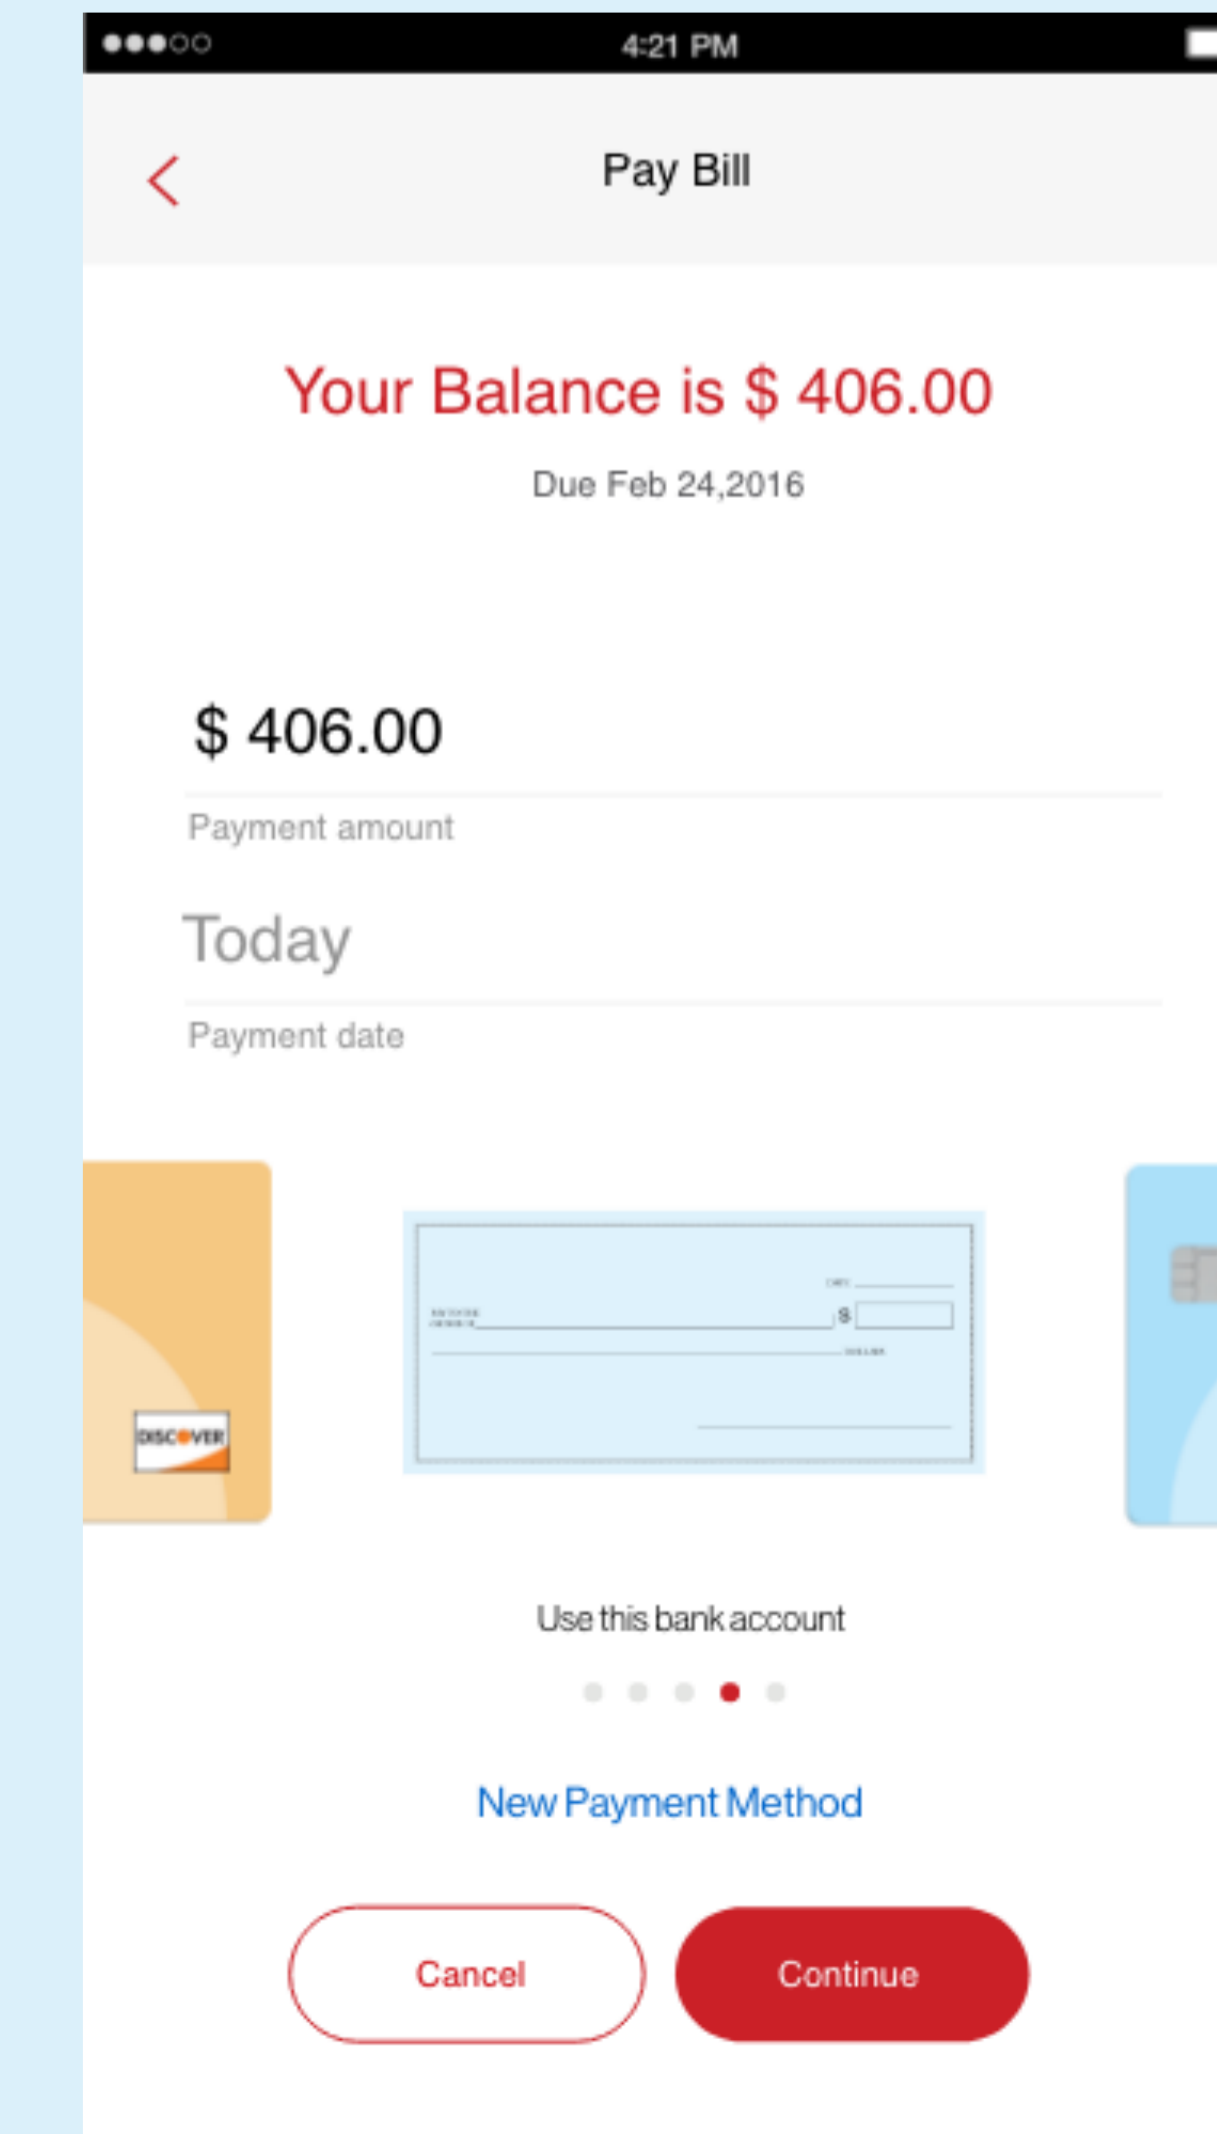 4:21 PM
Pay Bill
Your Balance is $ 406.00
Due Feb 24,2016
$ 406.00
Payment amount
Today
Payment date
$
DISCOVER
Use this bank account
New Payment Method
Cancel
Continue